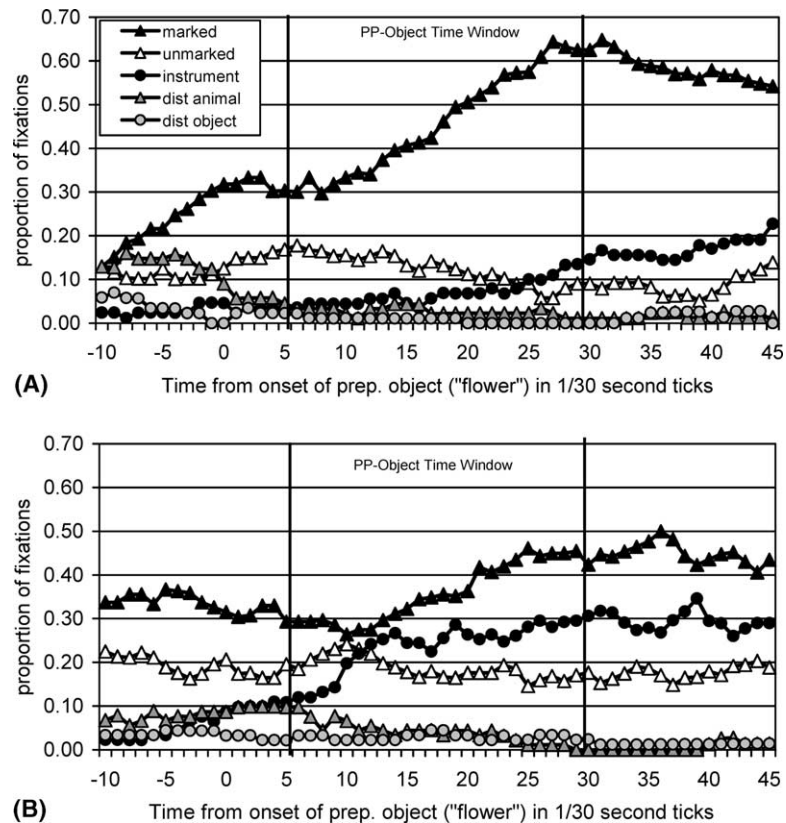 0.70
0.60
0.50
0.40
0.30
0.20
0.10
0.00
proportion of fixations
marked
unmarked
instrument
dist animal
dist object
PP-Object Time Window
-10 -5 0 5 10 15 20 25 30 35 40 45
(A) Time from onset of prep. object ("flower") in 1/30 second ticks
0.70
0.60
0.50
0.40
0.30
0.20
0.10
0.00
proportion of fixations
PP-Object Time Window
-10 -5 0 5 10 15 20 25 30 35 40 45
(B) Time from onset of prep. object ("flower") in 1/30 second ticks